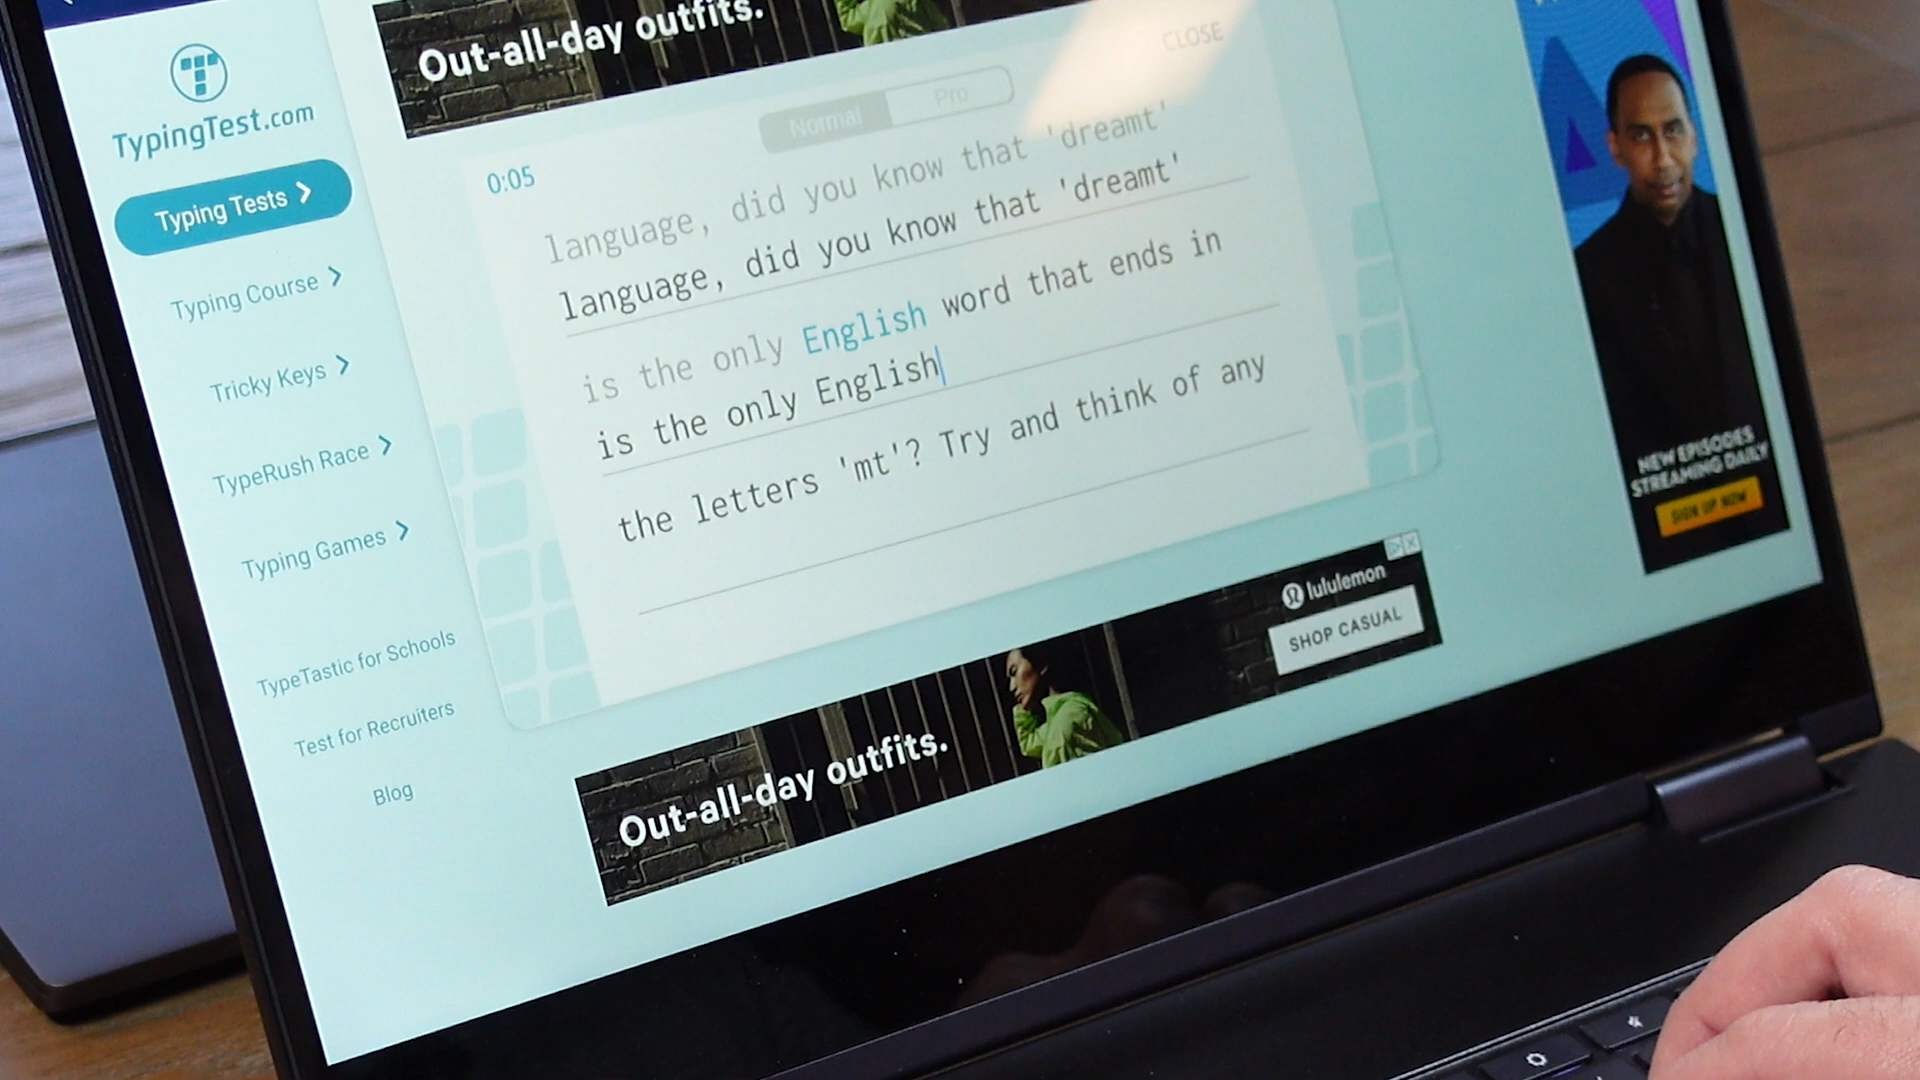 Out-all-day outfits.
CLOSE
Normal
Pro
TypingTest.com
Typing Tests
Typing Course
Tricky Keys
TypeRush Race
Typing Games
TypeTastic for Schools
Test for Recruiters
Blog
0:05
language, did you know that 'dreamt'
language, did you know that 'dreamt'
is the only English word that ends in
is the only English
the letters 'mt'? Try and think of any
lululemon
SHOP CASUAL
Out-all-day outfits.
NEW EPISODES
STREAMING DAILY
SIGN UP NOW